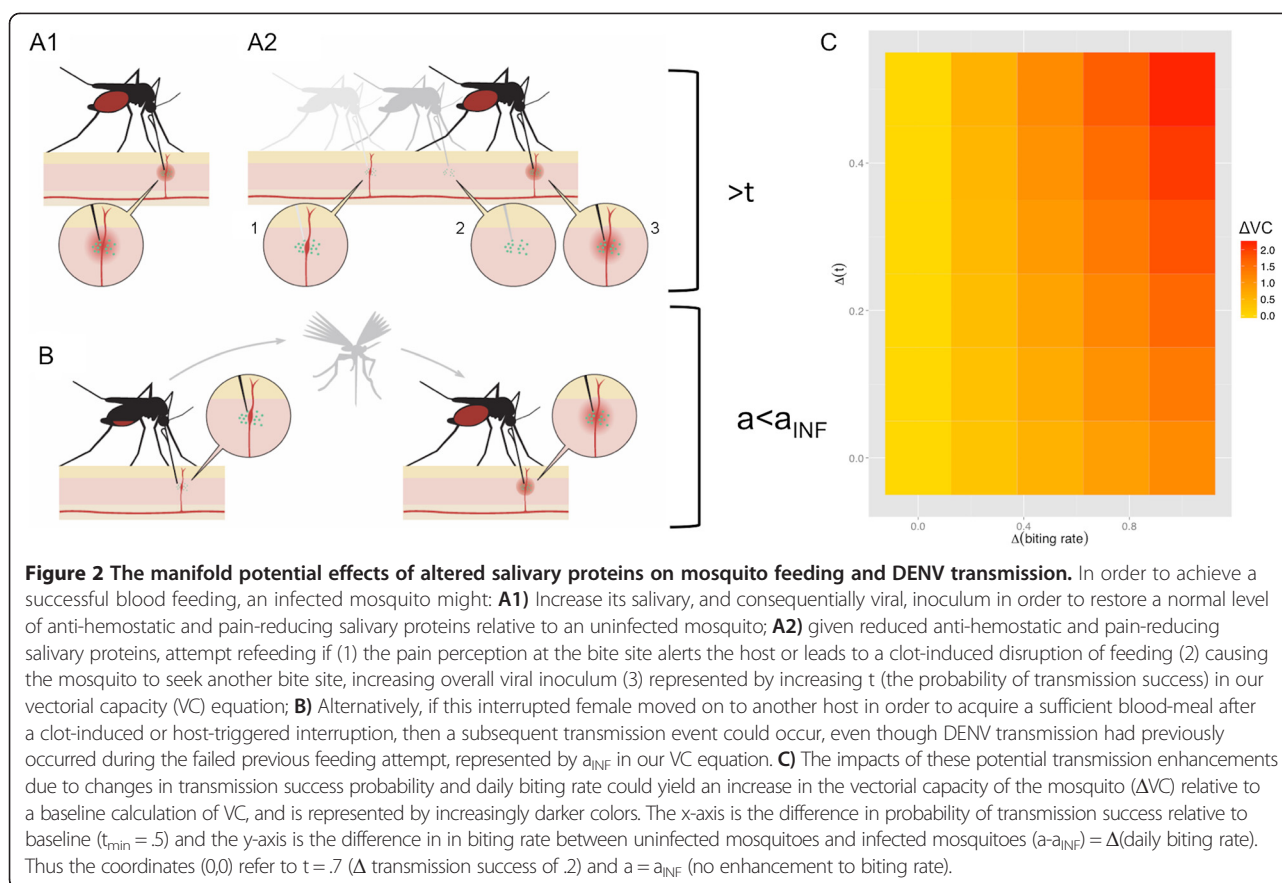 A1
A2
C
1
2
3
>t
B
a<aINF
Δ(t)
0.4
0.2
0.0
0.0
0.4
0.8
Δ(biting rate)
ΔVC
2.0
1.5
1.0
0.5
0.0
Figure 2 The manifold potential effects of altered salivary proteins on mosquito feeding and DENV transmission. In order to achieve a
successful blood feeding, an infected mosquito might: A1) Increase its salivary, and consequentially viral, inoculum in order to restore a normal level
of anti-hemostatic and pain-reducing salivary proteins relative to an uninfected mosquito; A2) given reduced anti-hemostatic and pain-reducing
salivary proteins, attempt refeeding if (1) the pain perception at the bite site alerts the host or leads to a clot-induced disruption of feeding (2) causing
the mosquito to seek another bite site, increasing overall viral inoculum (3) represented by increasing t (the probability of transmission success) in our
vectorial capacity (VC) equation; B) Alternatively, if this interrupted female moved on to another host in order to acquire a sufficient blood-meal after
a clot-induced or host-triggered interruption, then a subsequent transmission event could occur, even though DENV transmission had previously
occurred during the failed previous feeding attempt, represented by aINF in our VC equation. C) The impacts of these potential transmission enhancements
due to changes in transmission success probability and daily biting rate could yield an increase in the vectorial capacity of the mosquito (ΔVC) relative to
a baseline calculation of VC, and is represented by increasingly darker colors. The x-axis is the difference in probability of transmission success relative to
baseline (tmin = .5) and the y-axis is the difference in in biting rate between uninfected mosquitoes and infected mosquitoes (a-aINF) = Δ(daily biting rate).
Thus the coordinates (0,0) refer to t = .7 (Δ transmission success of .2) and a = aINF (no enhancement to biting rate).